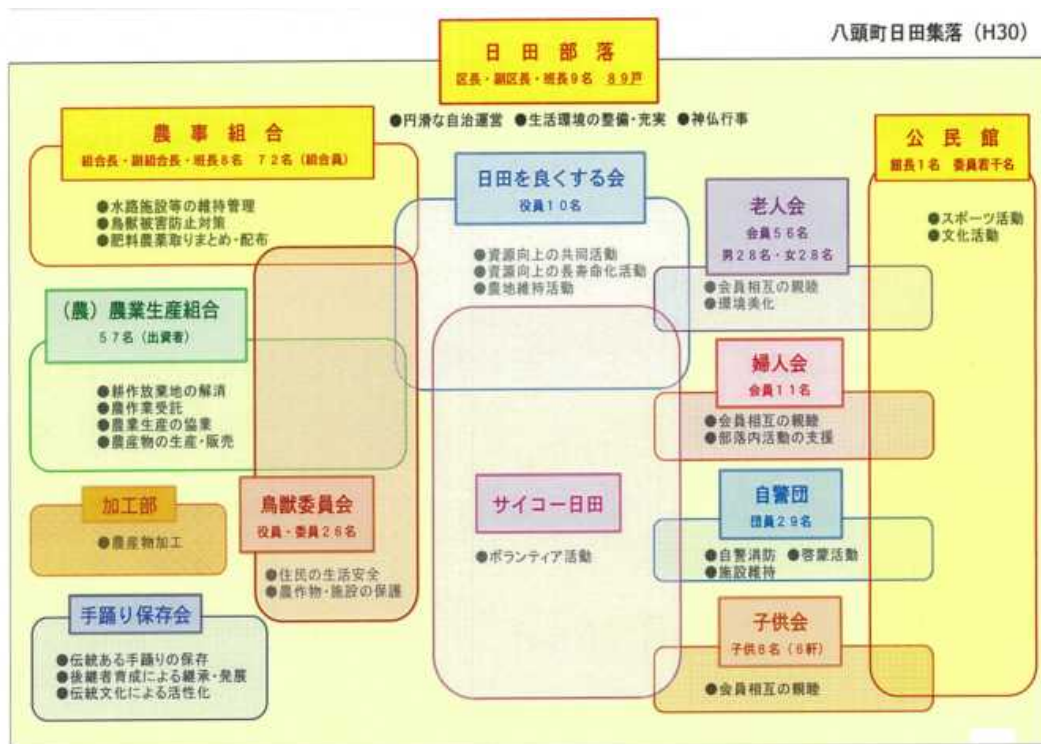 八頭町日田集落（H30）
日田部落
区長・副区長・班長９名　８９戸
●円滑な自治運営　●生活環境の整備・充実　●神仏行事
農事組合
組合長・副組合長・班長８名　７２名（組合員）
●水路施設等の維持管理
●鳥獣被害防止対策
●肥料農薬取りまとめ・配布
日田を良くする会
役員１０名
●資源向上の共同活動
●資源向上の長寿命化活動
●農地維持活動
老人会
会員５６名
男２８名・女２８名
●会員相互の親睦
●環境美化
公民館
館長１名　委員若干名
●スポーツ活動
●文化活動
（農）農業生産組合
５７名（出資者）
●耕作放棄地の解消
●農作業受託
●農業生産の協業
●農産物の生産・販売
婦人会
会員１１名
●会員相互の親睦
●部落内活動の支援
加工部
●農産物加工
鳥獣委員会
役員・委員２６名
●住民の生活安全
●農作物・施設の保護
サイコー日田
●ボランティア活動
自警団
団員２９名
●自警消防　●啓蒙活動
●施設維持
手踊り保存会
●伝統ある手踊りの保存
●後継者育成による継承・発展
●伝統文化による活性化
子供会
子供８名（６軒）
●会員相互の親睦